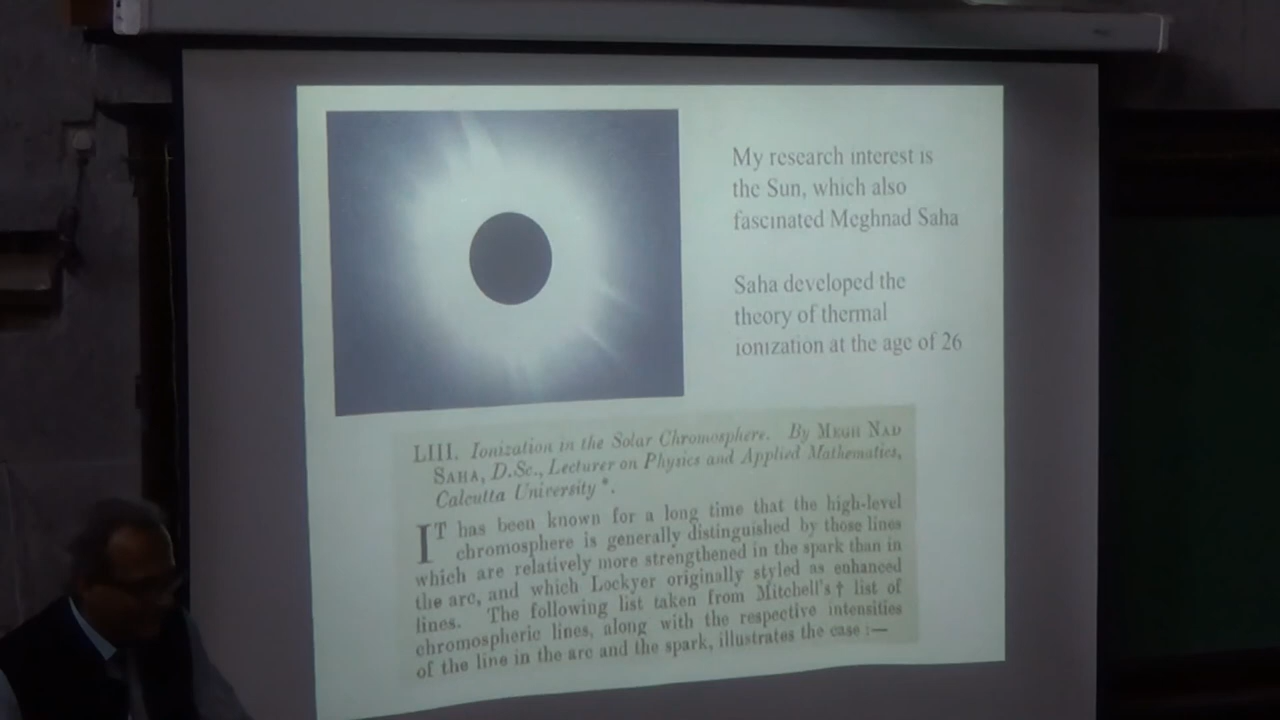 My research interest is
the Sun, which also
fascinated Meghnad Saha
Saha developed the
theory of thermal
ionization at the age of 26
LIII. Ionization in the Solar Chromosphere. By MEGH NAD
SAHA, D.Sc., Lecturer on Physics and Applied Mathematics,
Calcutta University *.
IT has been known for a long time that the high-level
chromosphere is generally distinguished by those lines
which are relatively more strengthened in the spark than in
the arc, and which Lockyer originally styled as enhanced
lines. The following list taken from Mitchell's † list of
chromospheric lines, along with the respective intensities
of the line in the arc and the spark, illustrates the case :—